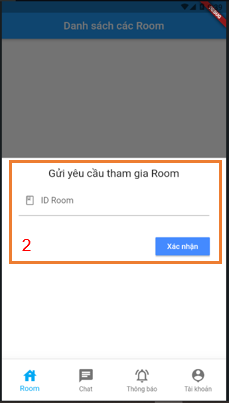 Danh sách các Room
Gửi yêu cầu tham gia Room
ID Room
2
Xác nhận
Room
Chat
Thông báo
Tài khoản